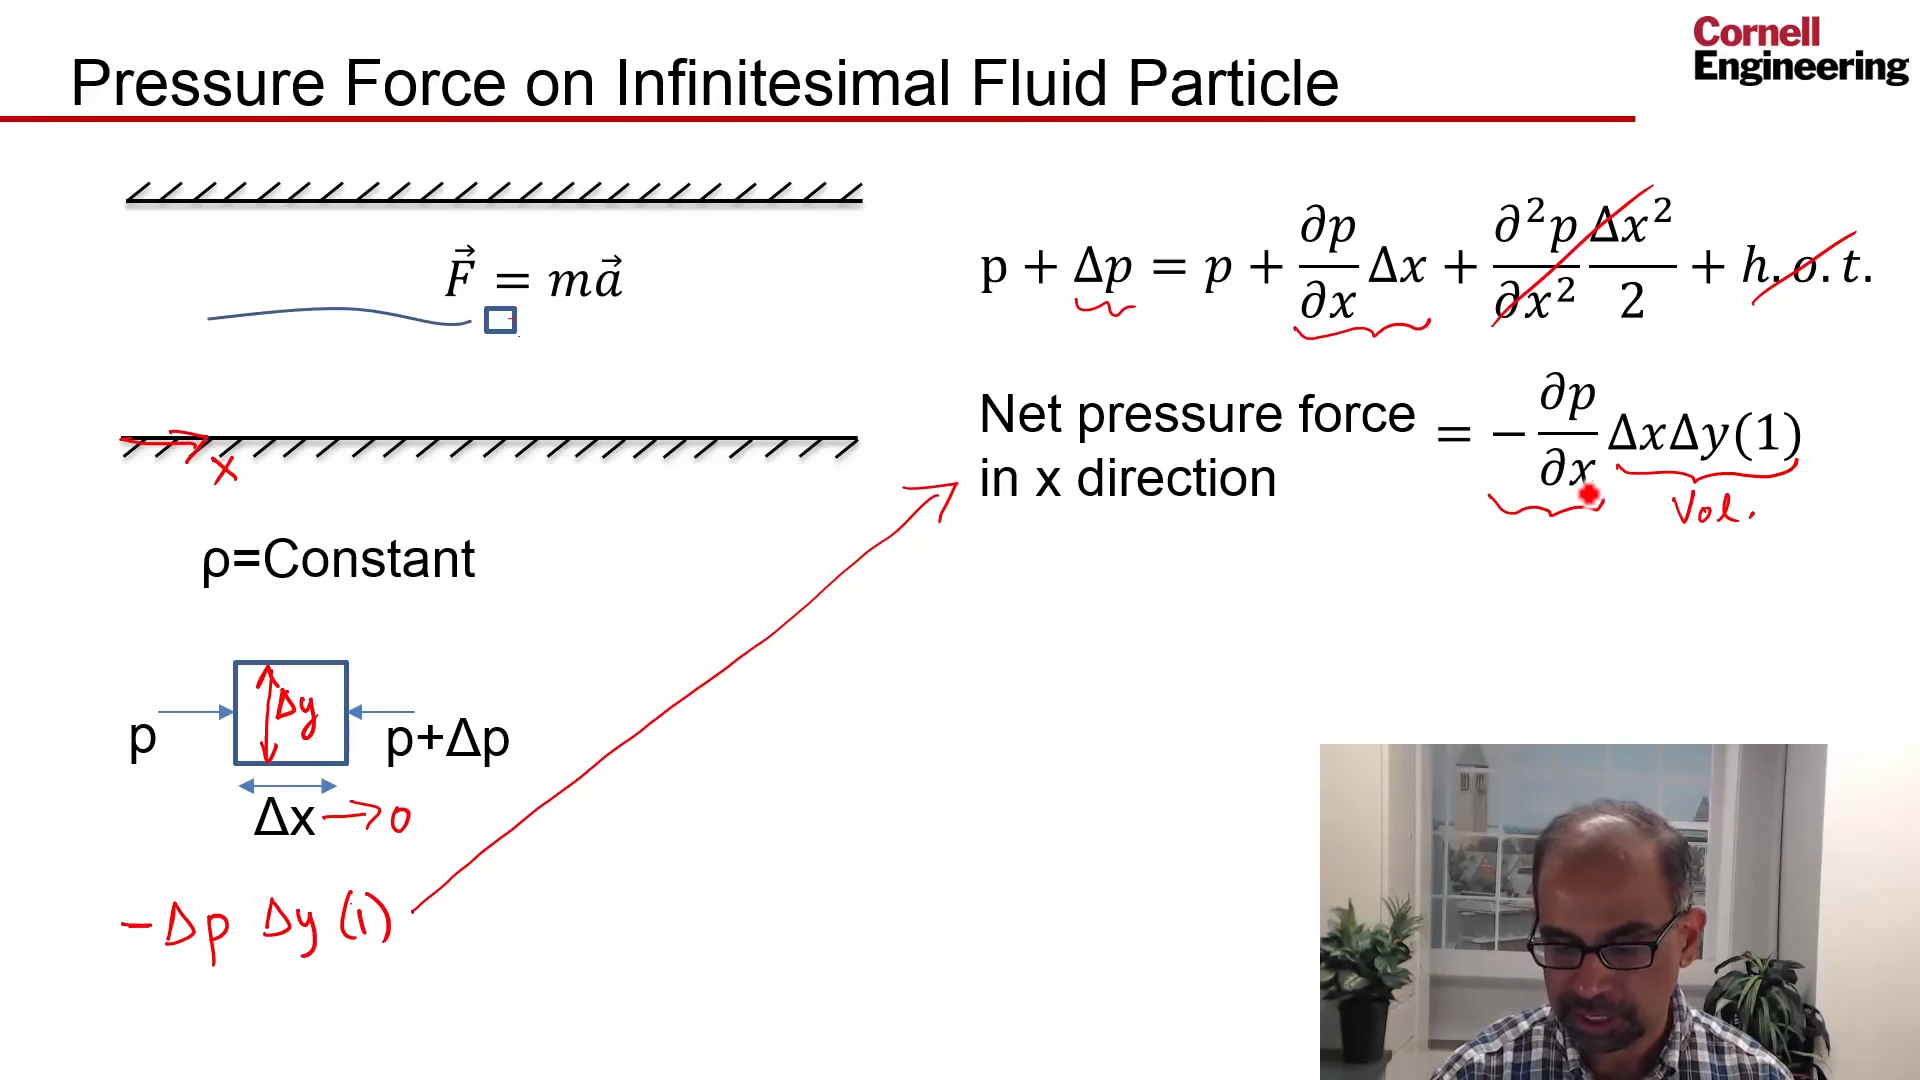 Pressure Force on Infinitesimal Fluid Particle
Cornell
Engineering
F⃗ = ma⃗
x
ρ=Constant
Δy
p
p+Δp
Δx → 0
-Δp Δy (1)
p + Δp = p + ∂p/∂x Δx + ∂²p/∂x² Δx²/2 + h.o.t.
Net pressure force
in x direction
= − ∂p/∂x ΔxΔy(1)
Vol.